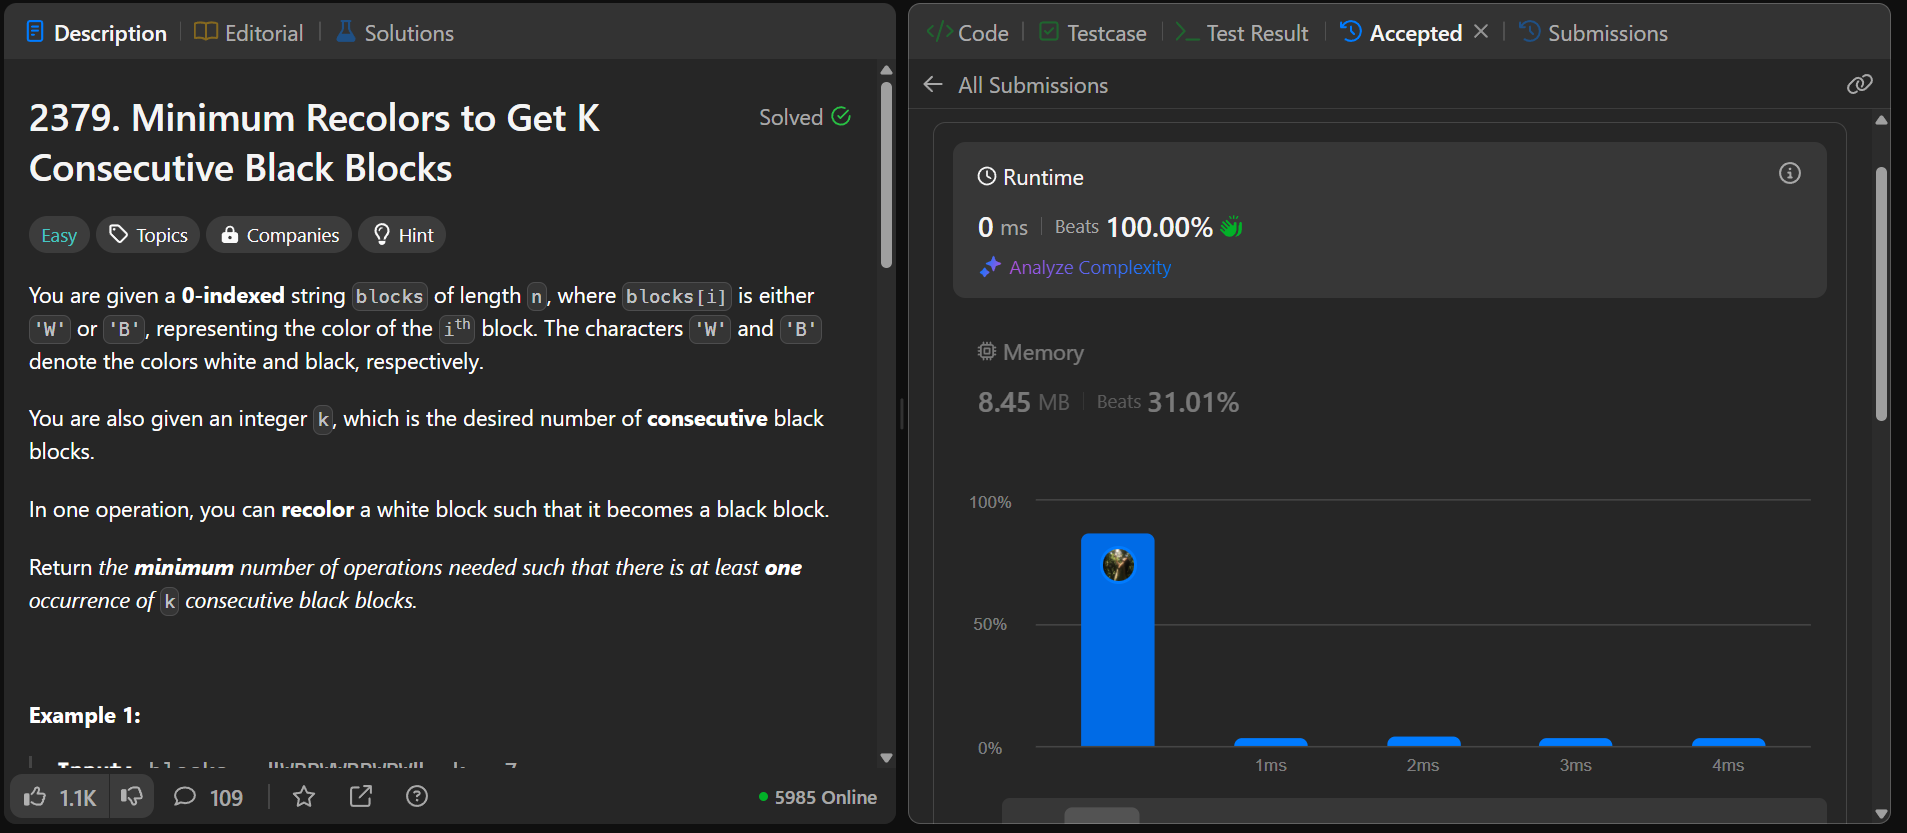 Description
Editorial
Solutions
2379. Minimum Recolors to Get K
Consecutive Black Blocks
Solved
Easy
Topics
Companies
Hint
You are given a 0-indexed string blocks of length n, where blocks[i] is either
'W' or 'B', representing the color of the ith block. The characters 'W' and 'B'
denote the colors white and black, respectively.
You are also given an integer k, which is the desired number of consecutive black
blocks.
In one operation, you can recolor a white block such that it becomes a black block.
Return the minimum number of operations needed such that there is at least one
occurrence of k consecutive black blocks.
Example 1:
1.1K
109
5985 Online
Code
Testcase
Test Result
Accepted
Submissions
All Submissions
Runtime
0 ms
Beats 100.00%
Analyze Complexity
Memory
8.45 MB
Beats 31.01%
100%
50%
0%
1ms
2ms
3ms
4ms